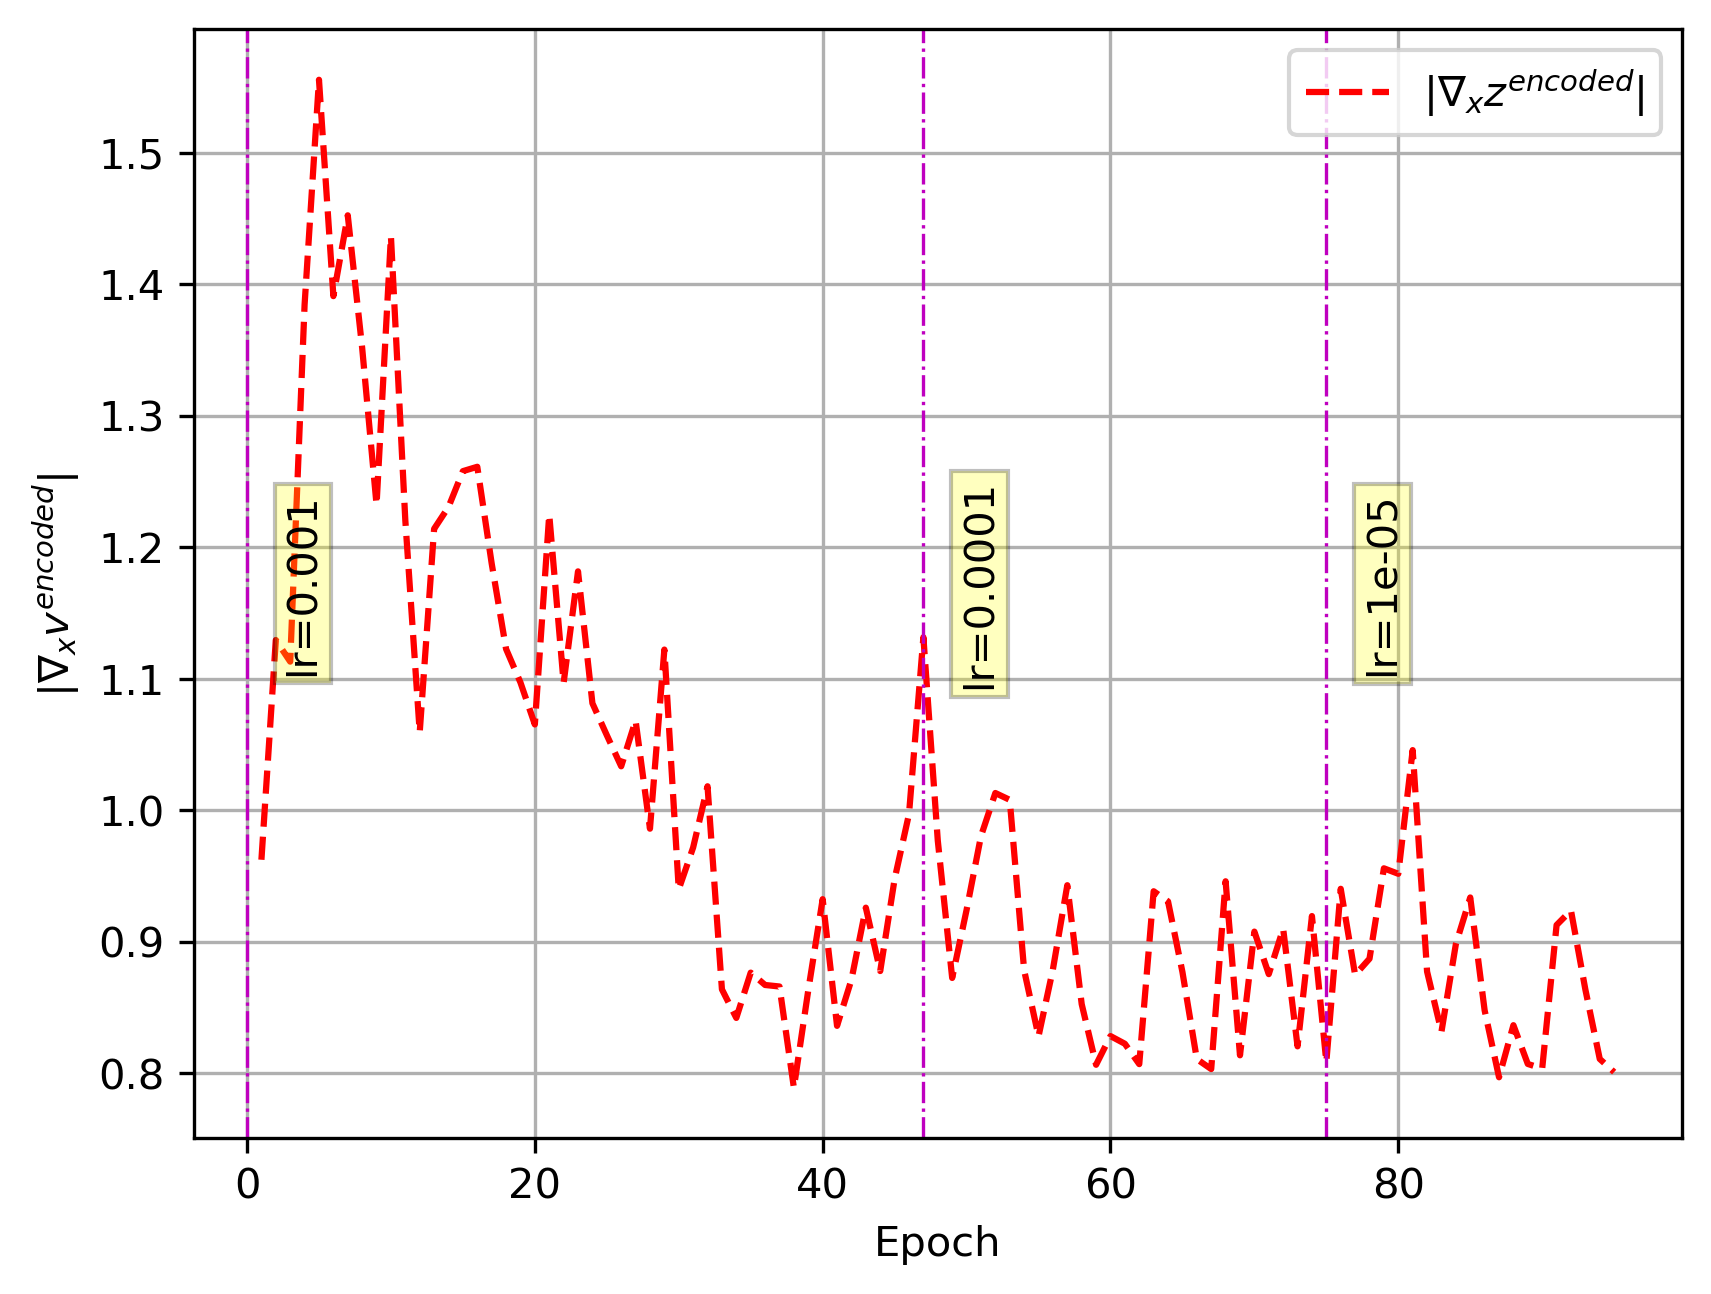 |∇ₓz^encoded|
|∇ₓv^encoded|
1.5
1.4
1.3
1.2
1.1
1.0
0.9
0.8
lr=0.001
lr=0.0001
lr=1e-05
0 20 40 60 80
Epoch